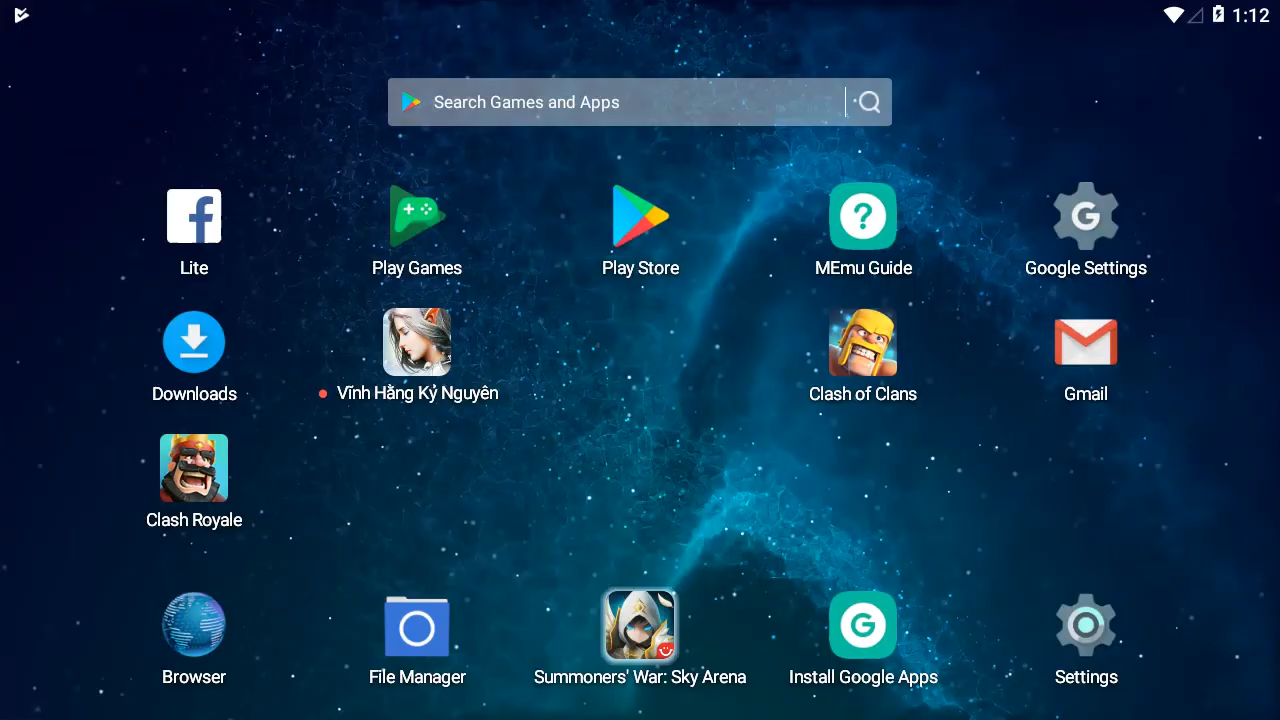 1:12
Search Games and Apps
Lite
Play Games
Play Store
MEmu Guide
Google Settings
Downloads
Vĩnh Hằng Kỷ Nguyên
Clash of Clans
Gmail
Clash Royale
Browser
File Manager
Summoners' War: Sky Arena
Install Google Apps
Settings